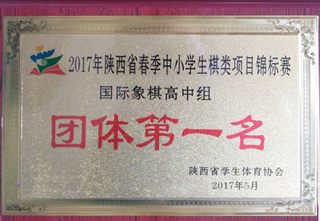 2017年陕西省春季中小学生棋类项目锦标赛
国际象棋高中组
团体第一名
陕西省学生体育协会
2017年5月